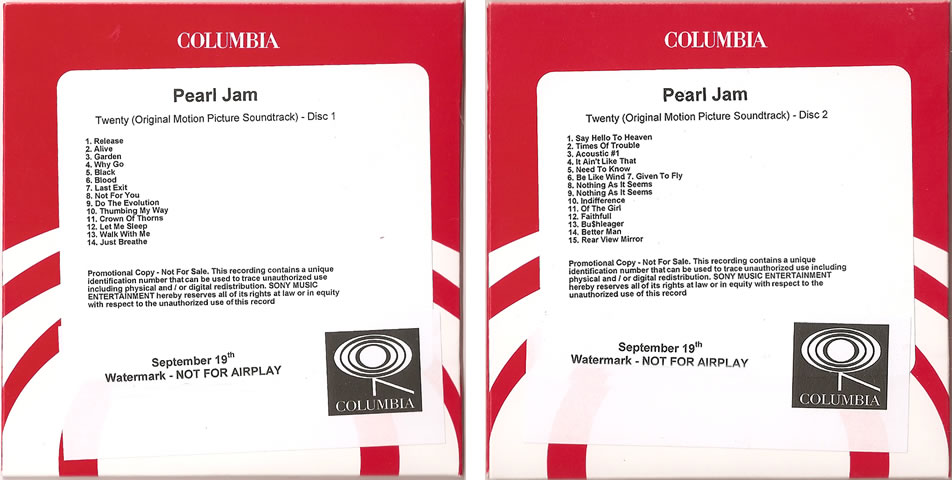 COLUMBIA
Pearl Jam
Twenty (Original Motion Picture Soundtrack) - Disc 1
1. Release
2. Alive
3. Garden
4. Why Go
5. Black
6. Blood
7. Last Exit
8. Not For You
9. Do The Evolution
10. Thumbing My Way
11. Crown Of Thorns
12. Let Me Sleep
13. Walk With Me
14. Just Breathe
Promotional Copy - Not For Sale. This recording contains a unique
identification number that can be used to trace unauthorized use
including physical and / or digital redistribution. SONY MUSIC
ENTERTAINMENT hereby reserves all of its rights at law or in equity
with respect to the unauthorized use of this record
September 19th
Watermark - NOT FOR AIRPLAY
COLUMBIA
COLUMBIA
Pearl Jam
Twenty (Original Motion Picture Soundtrack) - Disc 2
1. Say Hello To Heaven
2. Times Of Trouble
3. Acoustic #1
4. It Ain't Like That
5. Need To Know
6. Be Like Wind 7. Given To Fly
8. Nothing As It Seems
9. Nothing As It Seems
10. Indifference
11. Of The Girl
12. Faithfull
13. Bu$hleager
14. Better Man
15. Rear View Mirror
Promotional Copy - Not For Sale. This recording contains a unique
identification number that can be used to trace unauthorized use including
physical and / or digital redistribution. SONY MUSIC ENTERTAINMENT
hereby reserves all of its rights at law or in equity with respect to the
unauthorized use of this record
September 19th
Watermark - NOT FOR AIRPLAY
COLUMBIA